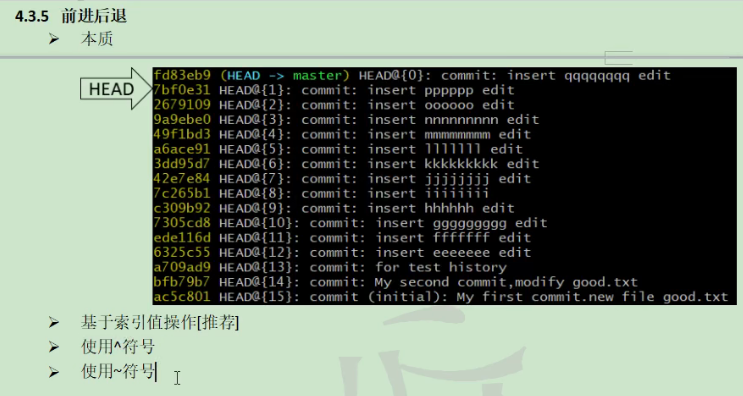 4.3.5 前进后退
➢ 本质
HEAD
fd83eb9 (HEAD -> master) HEAD@{0}: commit: insert qqqqqqqq edit
7bf0e31 HEAD@{1}: commit: insert pppppp edit
2679109 HEAD@{2}: commit: insert oooooo edit
9a9ebe0 HEAD@{3}: commit: insert nnnnnnnnn edit
49f1bd3 HEAD@{4}: commit: insert mmmmmmmmm edit
a6ace91 HEAD@{5}: commit: insert lllllll edit
3dd95d7 HEAD@{6}: commit: insert kkkkkkkkk edit
42e7e84 HEAD@{7}: commit: insert jjjjjjjj edit
7c265b1 HEAD@{8}: commit: insert iiiiiiii
c309b92 HEAD@{9}: commit: insert hhhhhh edit
7305cd8 HEAD@{10}: commit: insert ggggggggg edit
ede116d HEAD@{11}: commit: insert fffffff edit
6325c55 HEAD@{12}: commit: insert eeeeeee edit
a709ad9 HEAD@{13}: commit: for test history
bfb79b7 HEAD@{14}: commit: My second commit,modify good.txt
ac5c801 HEAD@{15}: commit (initial): My first commit.new file good.txt
➢ 基于索引值操作[推荐]
➢ 使用^符号
➢ 使用~符号